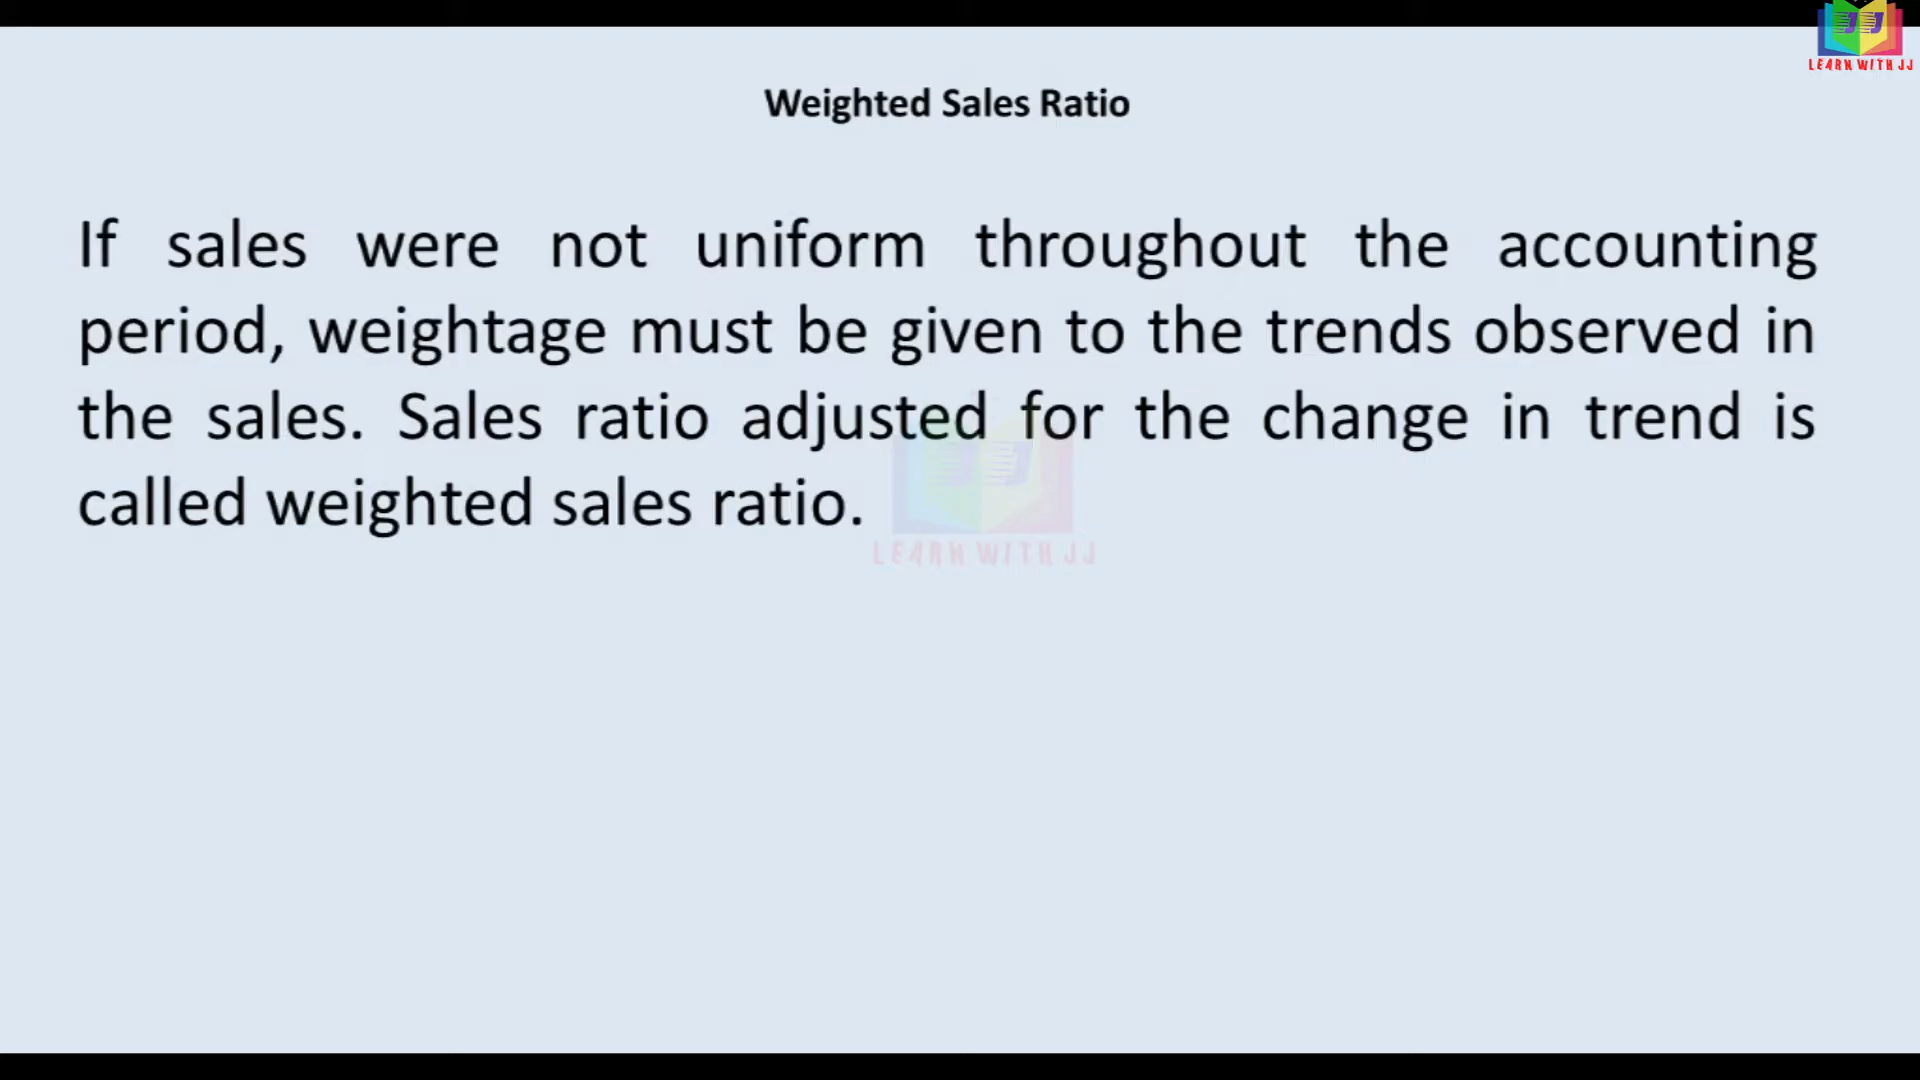 LEARN WITH JJ
Weighted Sales Ratio
If sales were not uniform throughout the accounting
period, weightage must be given to the trends observed in
the sales. Sales ratio adjusted for the change in trend is
called weighted sales ratio.
LEARN WITH JJ